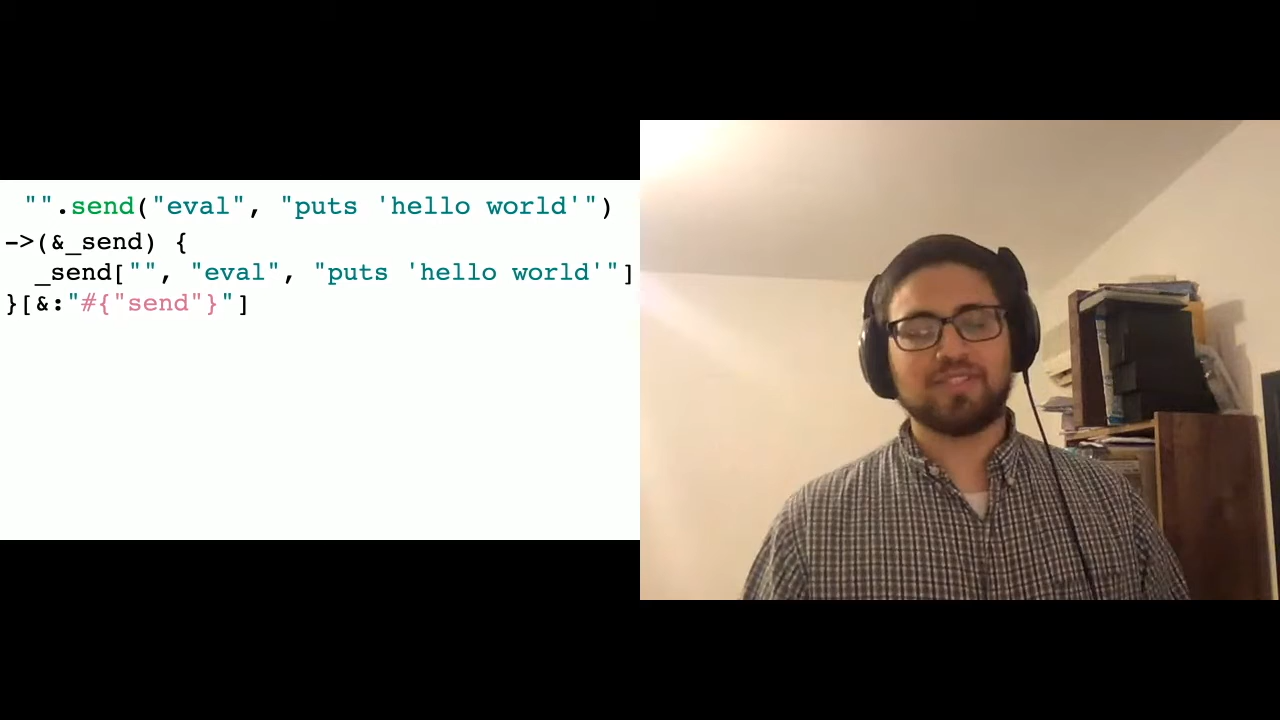 "".send("eval", "puts 'hello world'")
->(&_send) {
  _send["", "eval", "puts 'hello world'"]
}[&:"#{"send"}"]